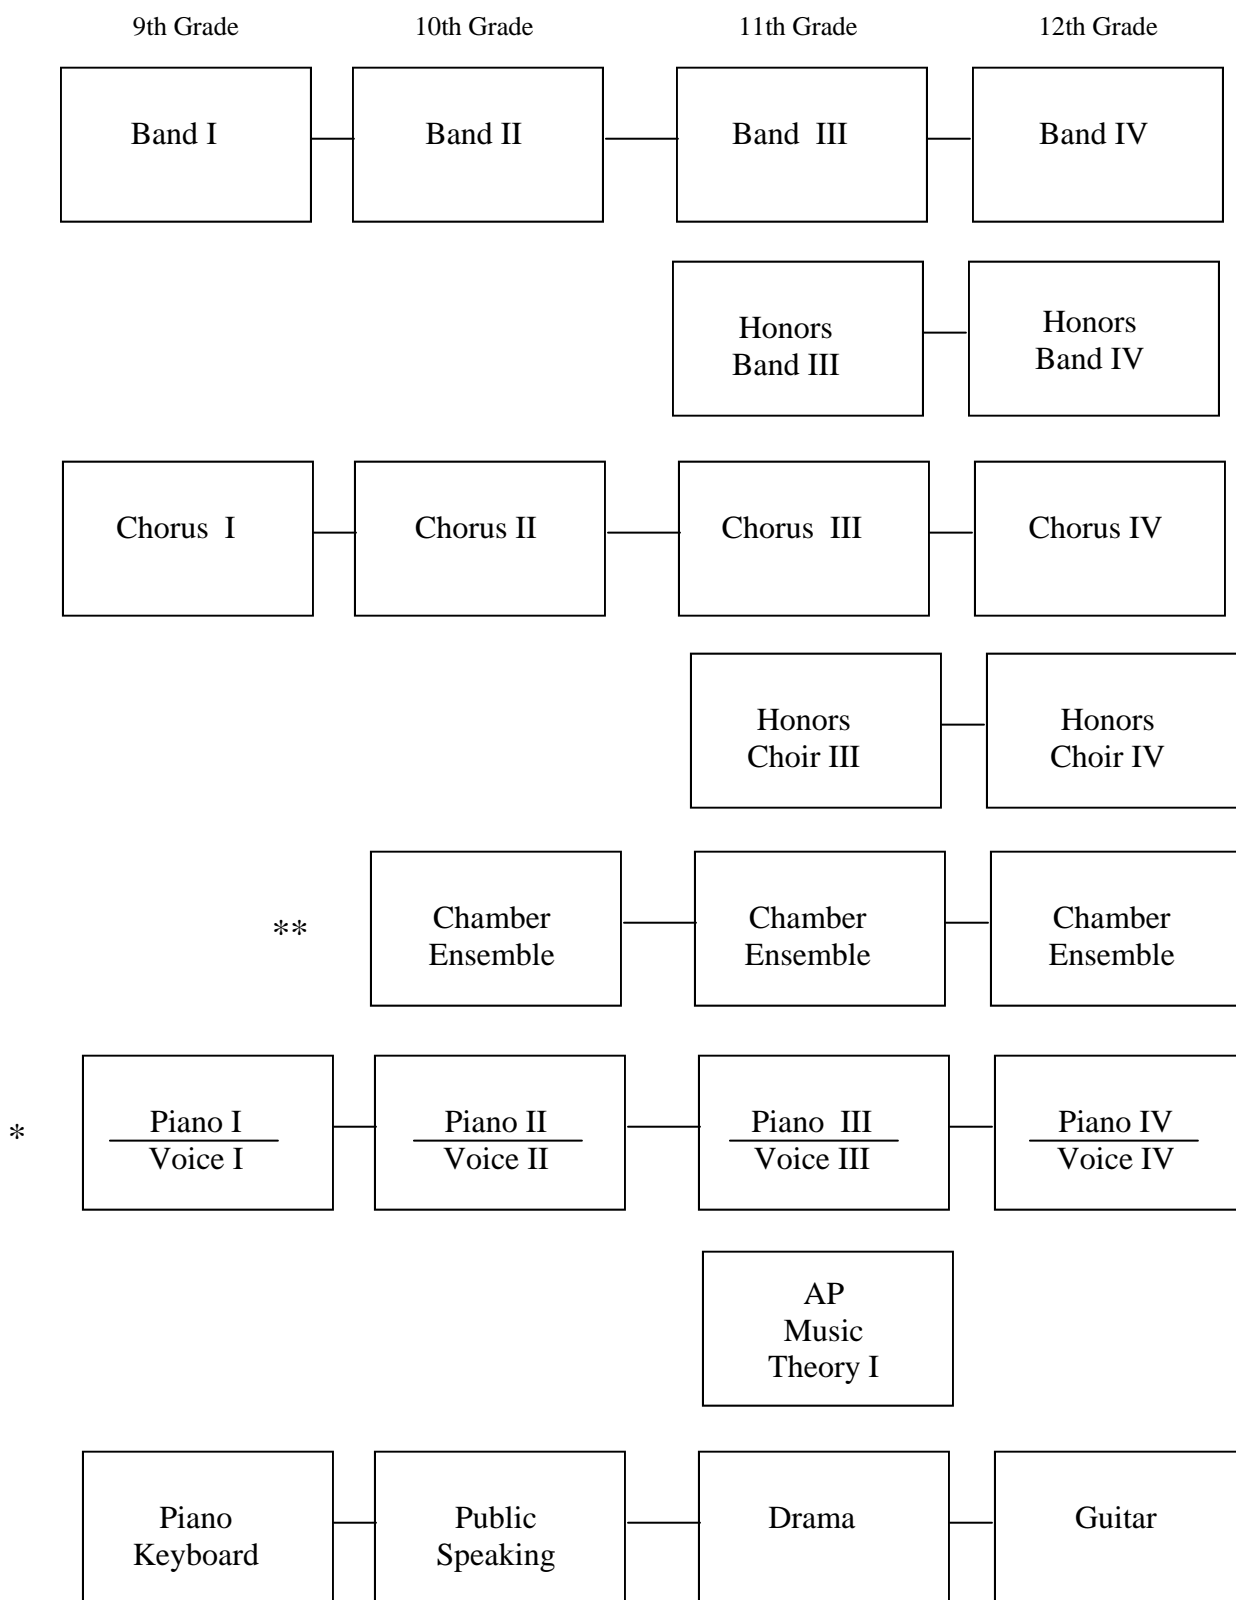 9th Grade 10th Grade 11th Grade 12th Grade
Band I Band II Band III Band IV
Honors
Band III
Honors
Band IV
Chorus I Chorus II Chorus III Chorus IV
Honors
Choir III
Honors
Choir IV
**
Chamber
Ensemble
Chamber
Ensemble
Chamber
Ensemble
*
Piano I
Voice I
Piano II
Voice II
Piano III
Voice III
Piano IV
Voice IV
AP
Music
Theory I
Piano
Keyboard
Public
Speaking
Drama
Guitar